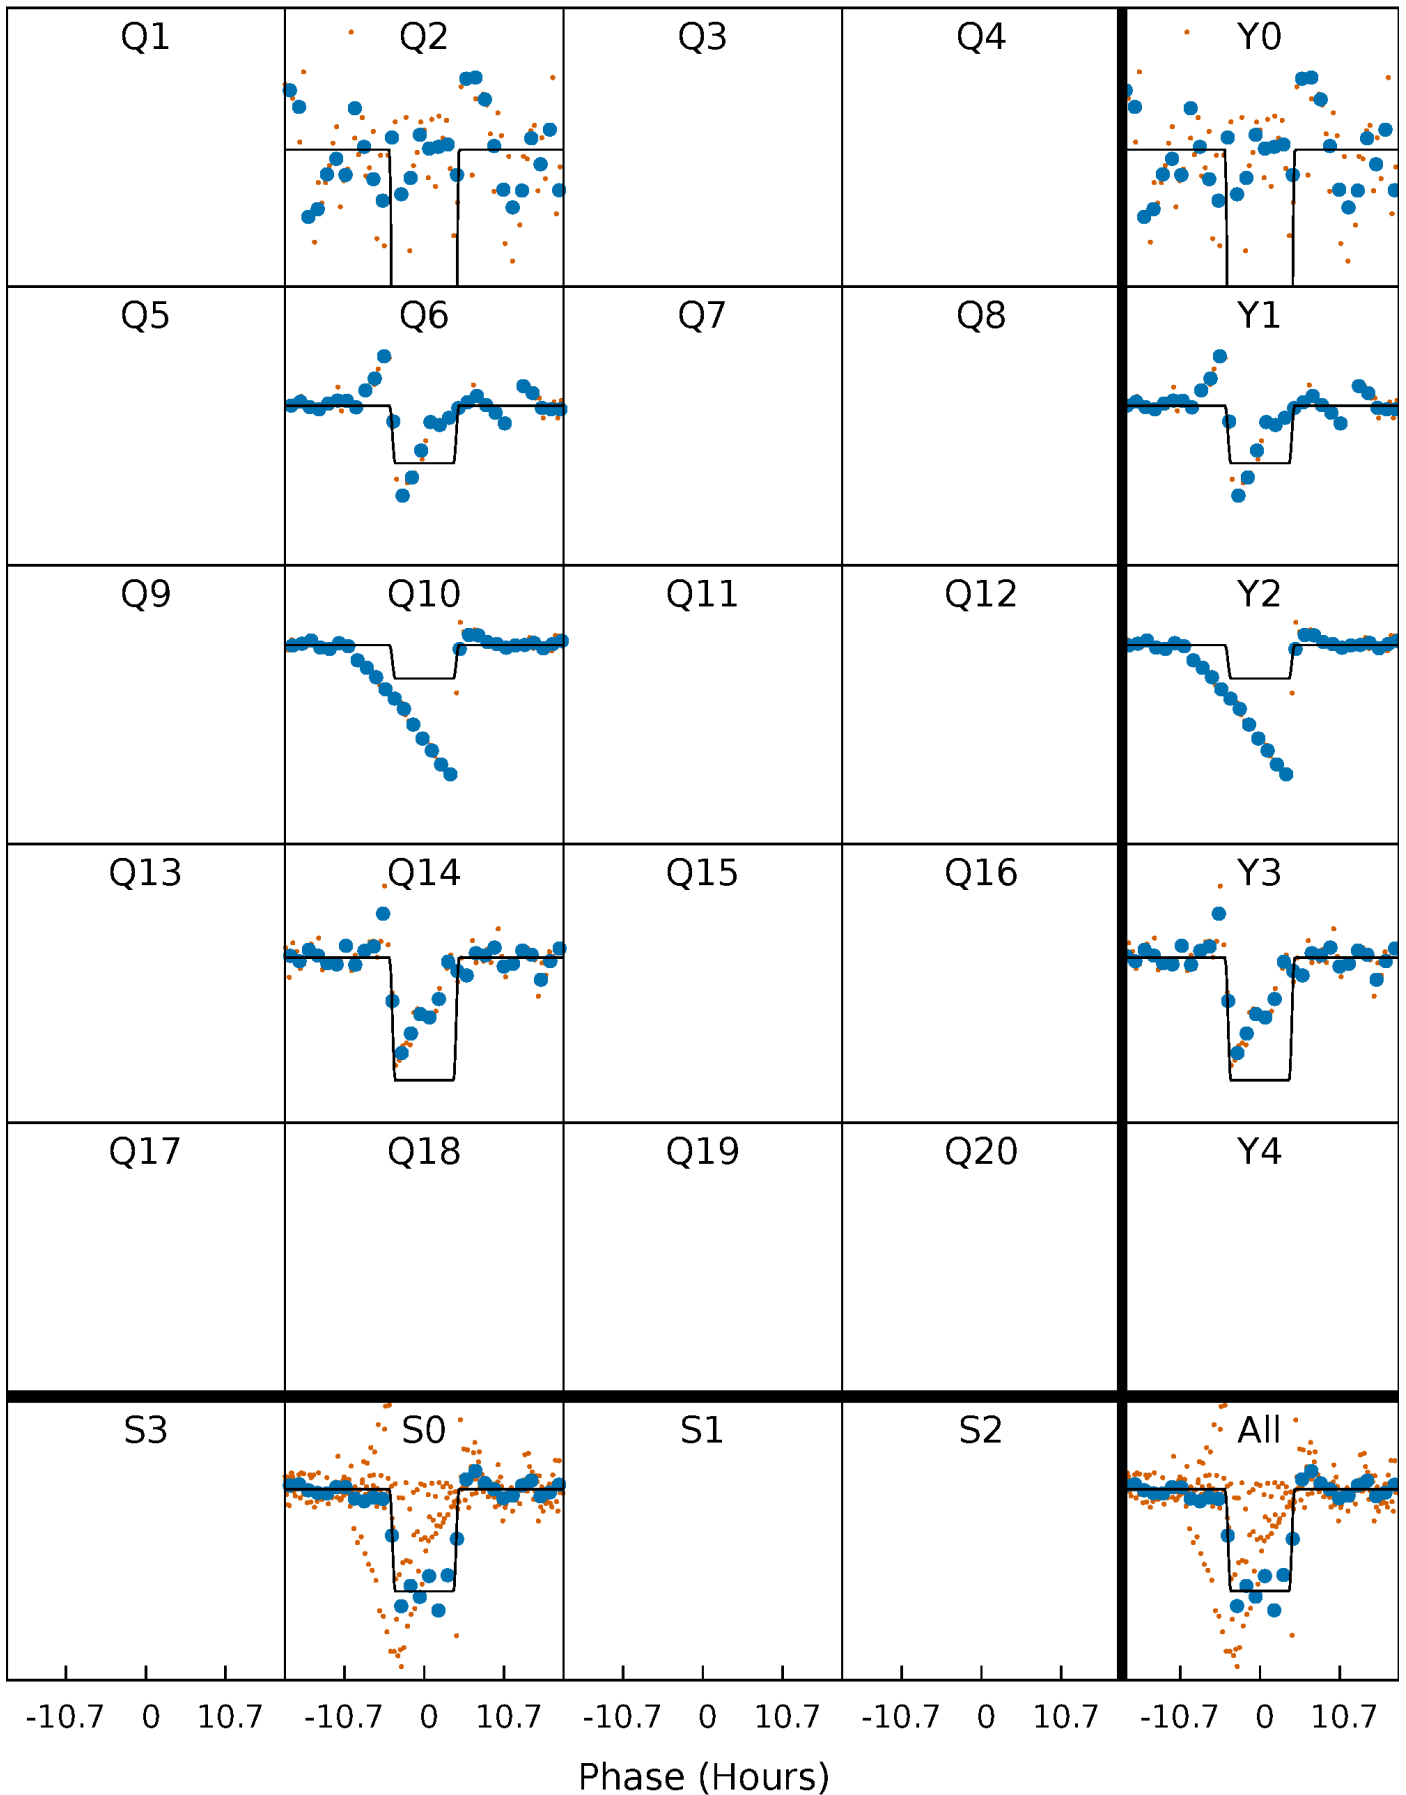 Q1 Q2 Q3 Q4 Y0
Q5 Q6 Q7 Q8 Y1
Q9 Q10 Q11 Q12 Y2
Q13 Q14 Q15 Q16 Y3
Q17 Q18 Q19 Q20 Y4
S3 S0 S1 S2 All
-10.7 0 10.7 -10.7 0 10.7 -10.7 0 10.7 -10.7 0 10.7 -10.7 0 10.7
Phase (Hours)